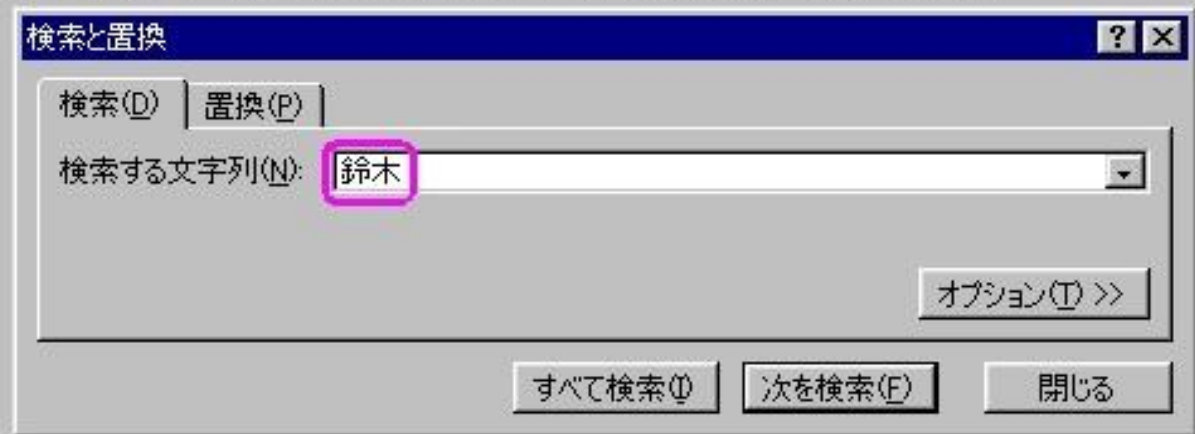 検索と置換
検索(D) 置換(P)
検索する文字列(N): 鈴木
オプション(T) >>
すべて検索(I) 次を検索(F) 閉じる